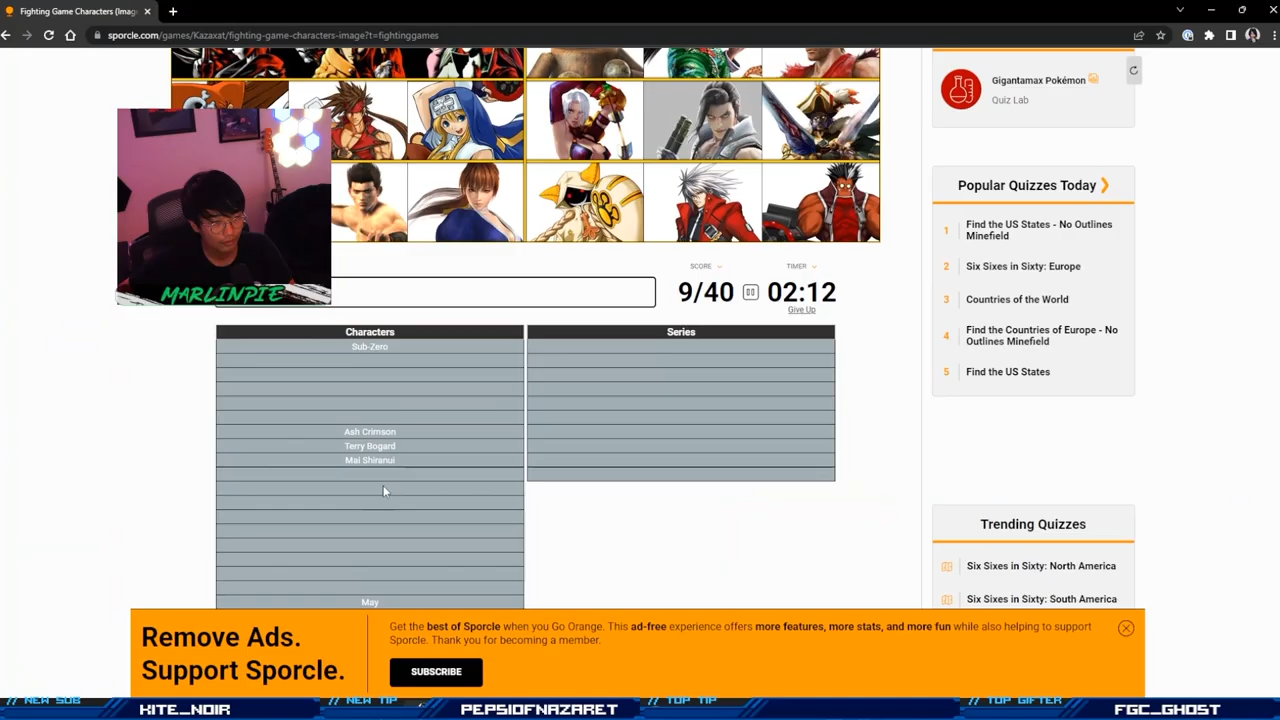 Fighting Game Characters (Imag
sporcle.com/games/Kazaxat/fighting-game-characters-image?t=fightinggames
Gigantamax Pokémon
Quiz Lab
Popular Quizzes Today ❯
1 Find the US States - No Outlines
Minefield
2 Six Sixes in Sixty: Europe
3 Countries of the World
4 Find the Countries of Europe - No
Outlines Minefield
5 Find the US States
MARLINPIE
SCORE
TIMER
9/40
02:12
Give Up
Characters
Series
Sub-Zero
Ash Crimson
Terry Bogard
Mai Shiranui
May
Trending Quizzes
Six Sixes in Sixty: North America
Six Sixes in Sixty: South America
Remove Ads.
Support Sporcle.
Get the best of Sporcle when you Go Orange. This ad-free experience offers more features, more stats, and more fun while also helping to support
Sporcle. Thank you for becoming a member.
SUBSCRIBE
NEW SUB
NEW TIP
TOP TIP
TOP GIFTER
KITE_NOIR
PEPSIOFNAZARET
FGC_GHOST